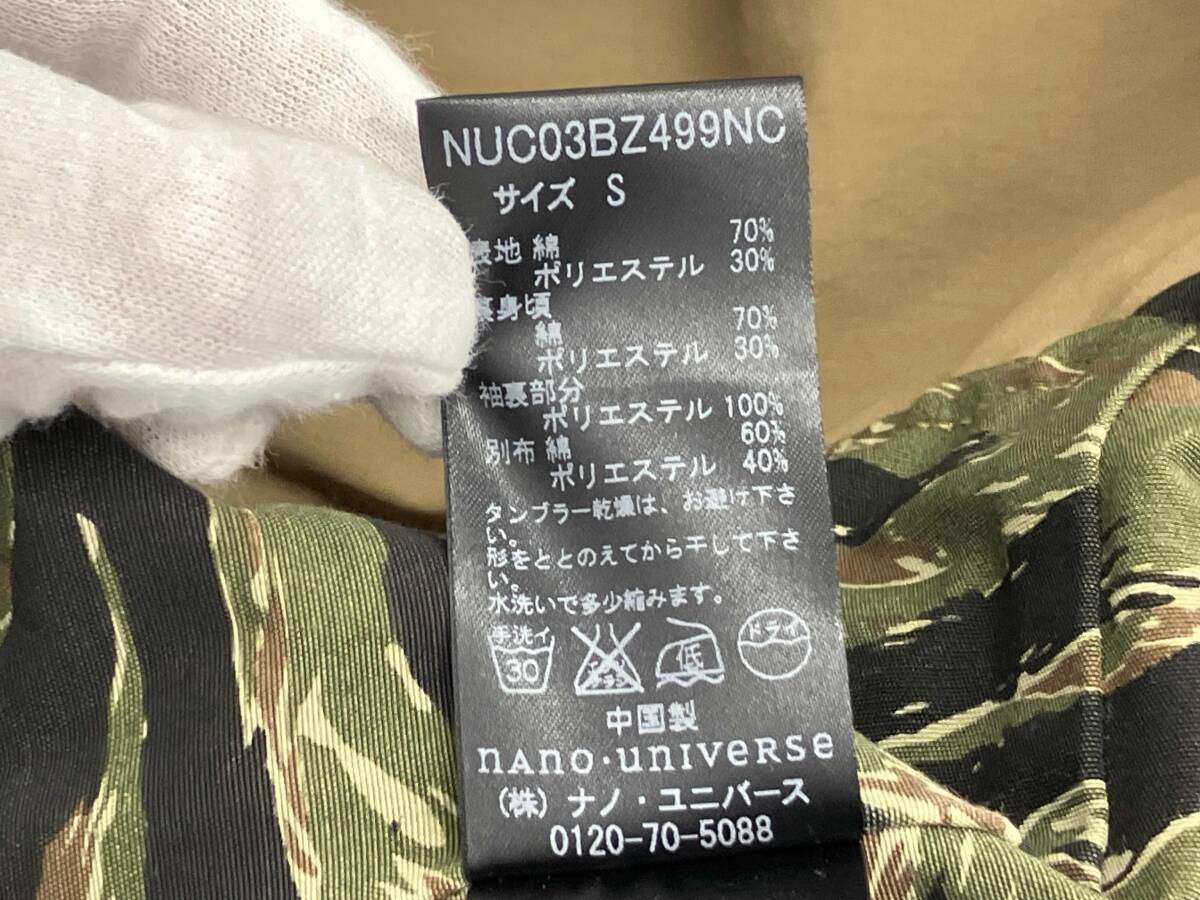 NUC03BZ499NC
サイズ S
表地 綿 70%
ポリエステル 30%
裏身頃
綿 70%
ポリエステル 30%
袖裏部分
ポリエステル 100%
別布 綿 60%
ポリエステル 40%
タンブラー乾燥は、お避け下さ
い。
形をととのえてから干して下さ
い。
水洗いで多少縮みます。
手洗イ ドライ
30 低
中国製
nAno・unIveRSe
(株) ナノ・ユニバース
0120-70-5088